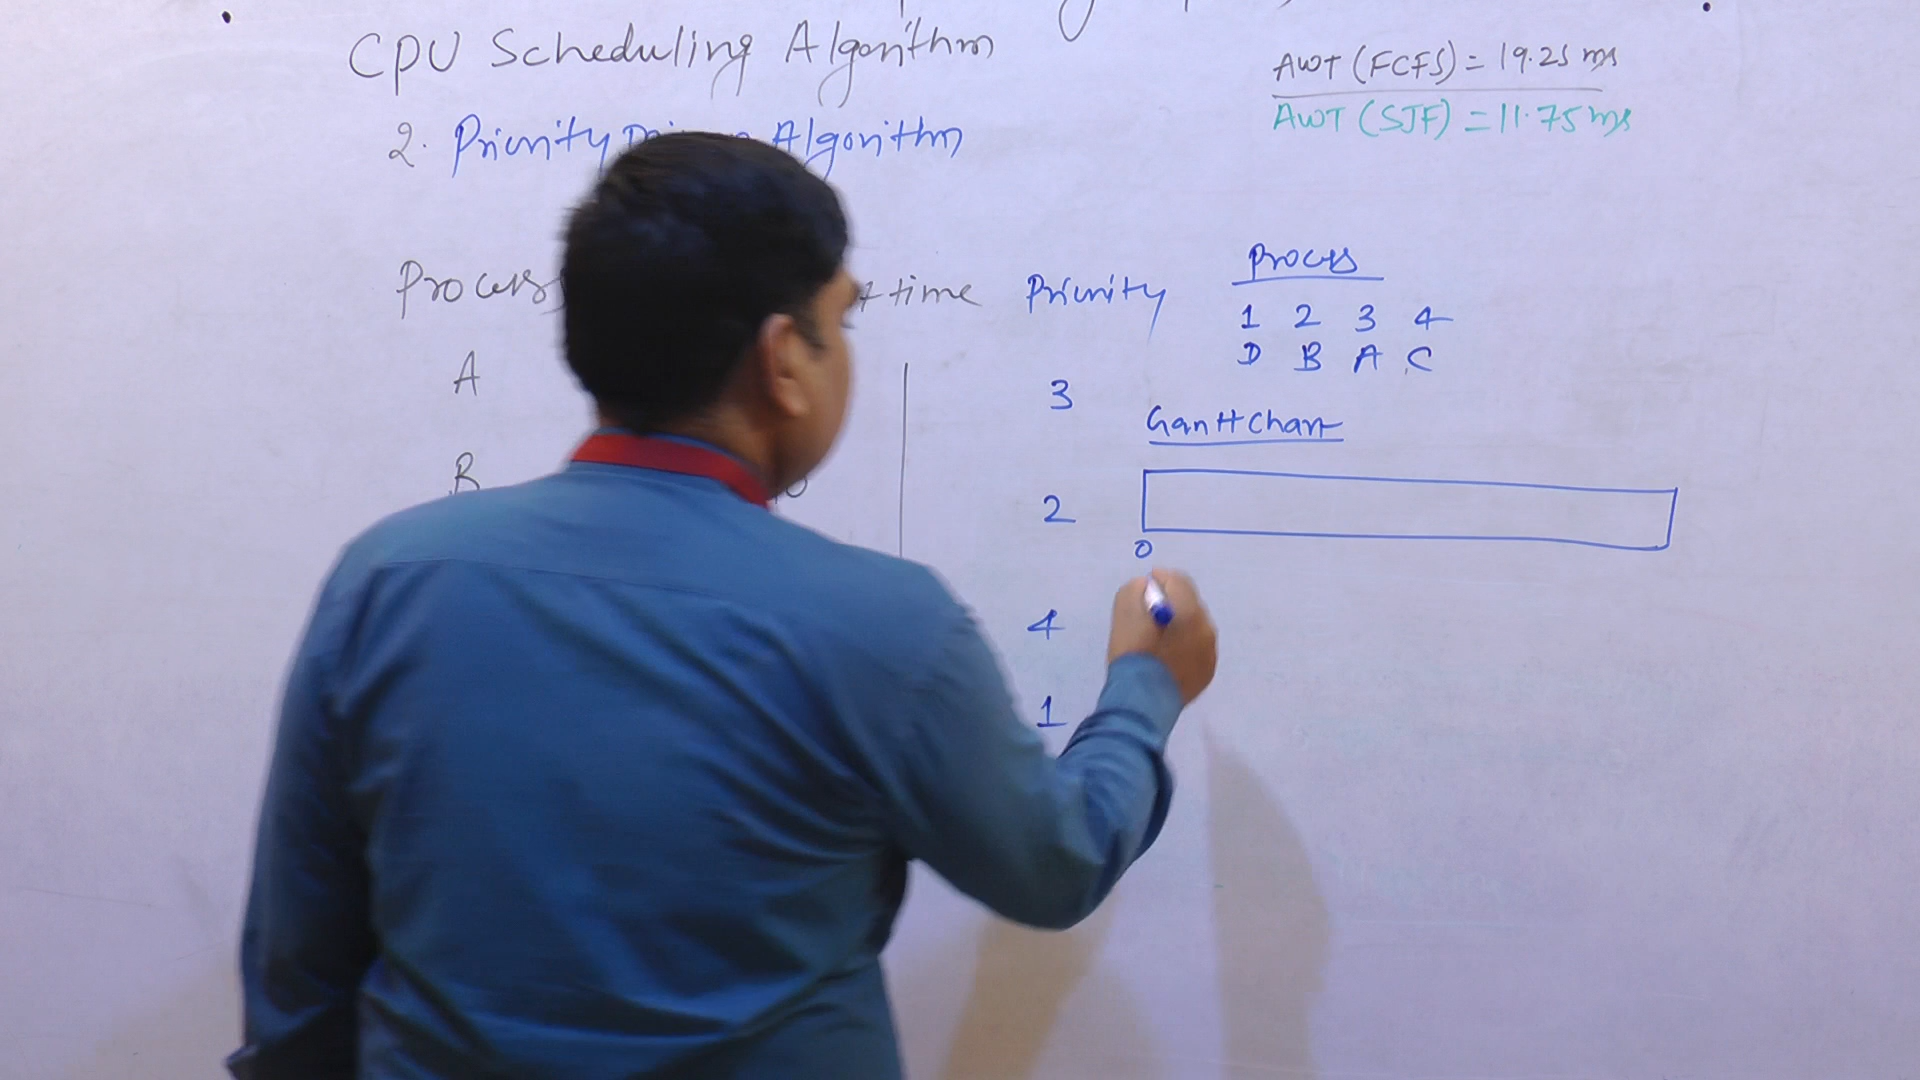 CPU Scheduling Algorithm
AWT (FCFS) = 19.25 ms
AWT (SJF) = 11.75 ms
2. Priority Algorithm
Process
time Priority
Process
1 2 3 4
D B A C
A
3
Gantt Chart
B
2
0
4
1